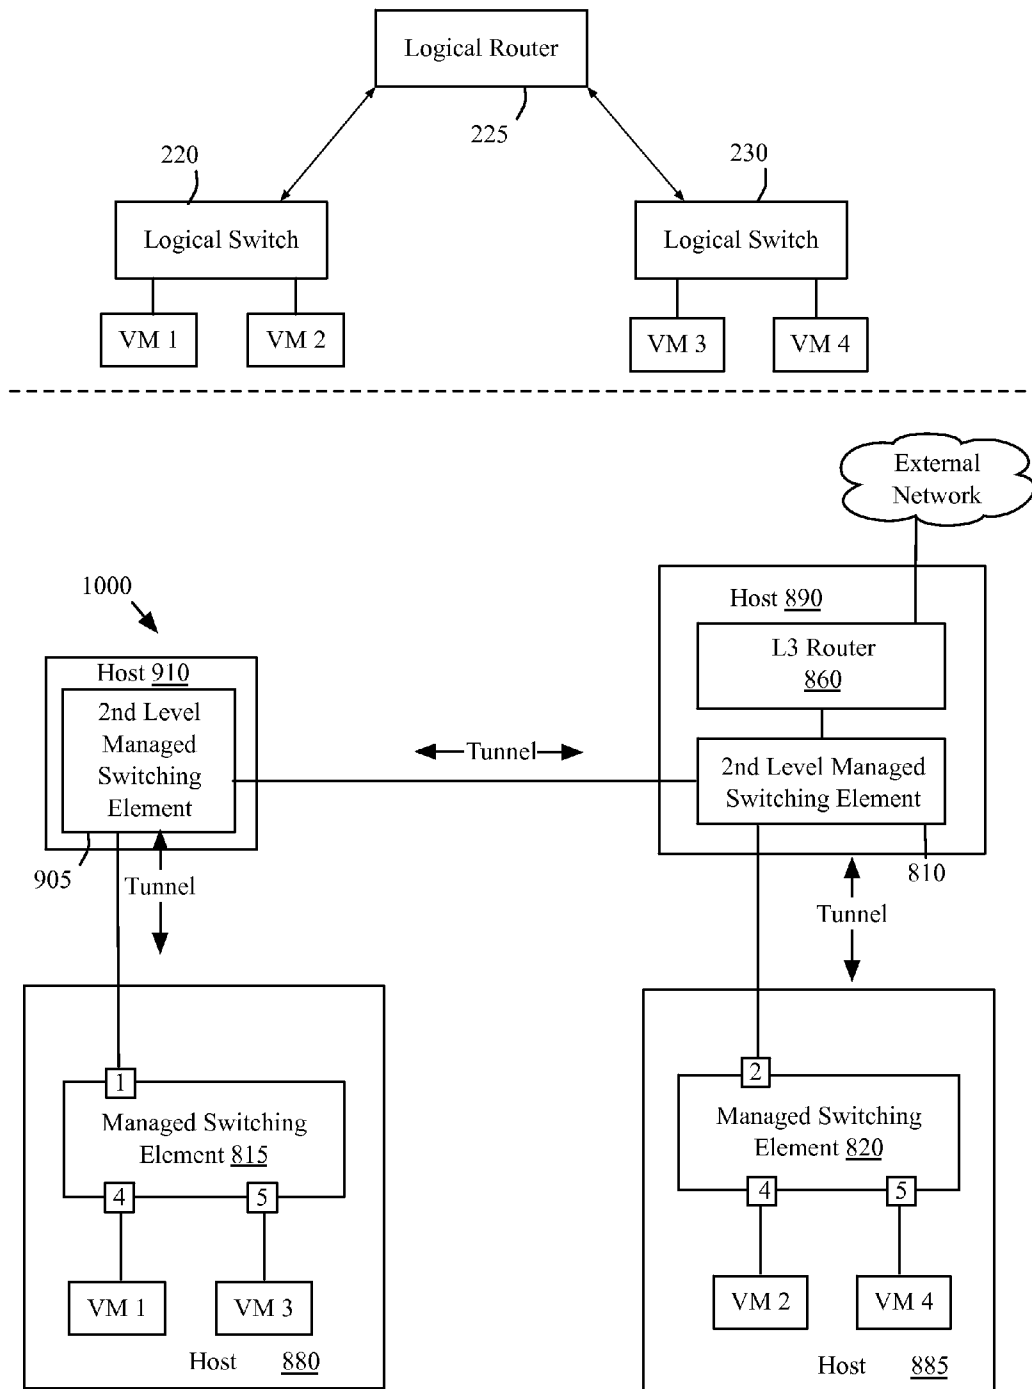 Logical Router
225
220
230
Logical Switch
Logical Switch
VM 1
VM 2
VM 3
VM 4
External
Network
1000
Host 890
L3 Router
860
Host 910
2nd Level
Managed
Switching
Element
Tunnel
2nd Level Managed
Switching Element
905
810
Tunnel
Tunnel
1
Managed Switching
Element 815
4
5
VM 1
VM 3
Host 880
2
Managed Switching
Element 820
4
5
VM 2
VM 4
Host 885